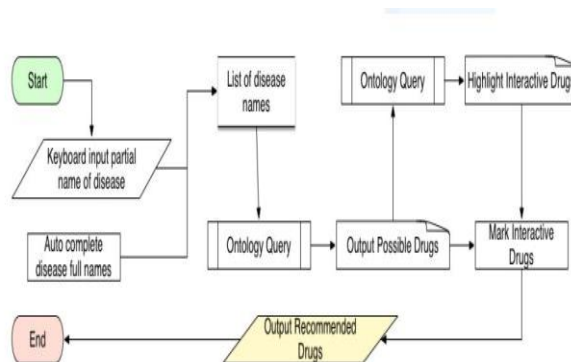 Start
Keyboard input partial
name of disease
Auto complete
disease full names
List of disease
names
Ontology Query
Output Possible Drugs
Ontology Query
Highlight Interactive Drugs
Mark Interactive
Drugs
Output Recommended
Drugs
End